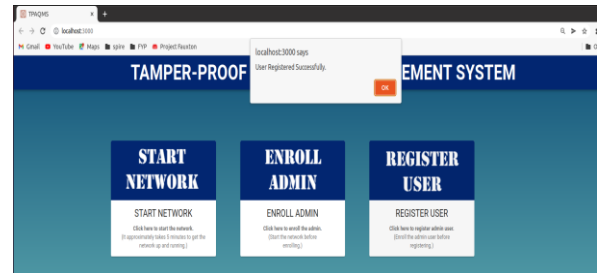 TPAQMS
localhost:3000
Gmail YouTube Maps spire FYP Project fauxton
localhost:3000 says
User Registered Successfully.
OK
TAMPER-PROOF EMENT SYSTEM
START
NETWORK
ENROLL
ADMIN
REGISTER
USER
START NETWORK
Click here to start the network.
(It approximately takes 5 minutes to get the
network up and running.)
ENROLL ADMIN
Click here to enroll the admin.
(Start the network before
enrolling.)
REGISTER USER
Click here to register admin user.
(Enroll the admin user before
registering.)